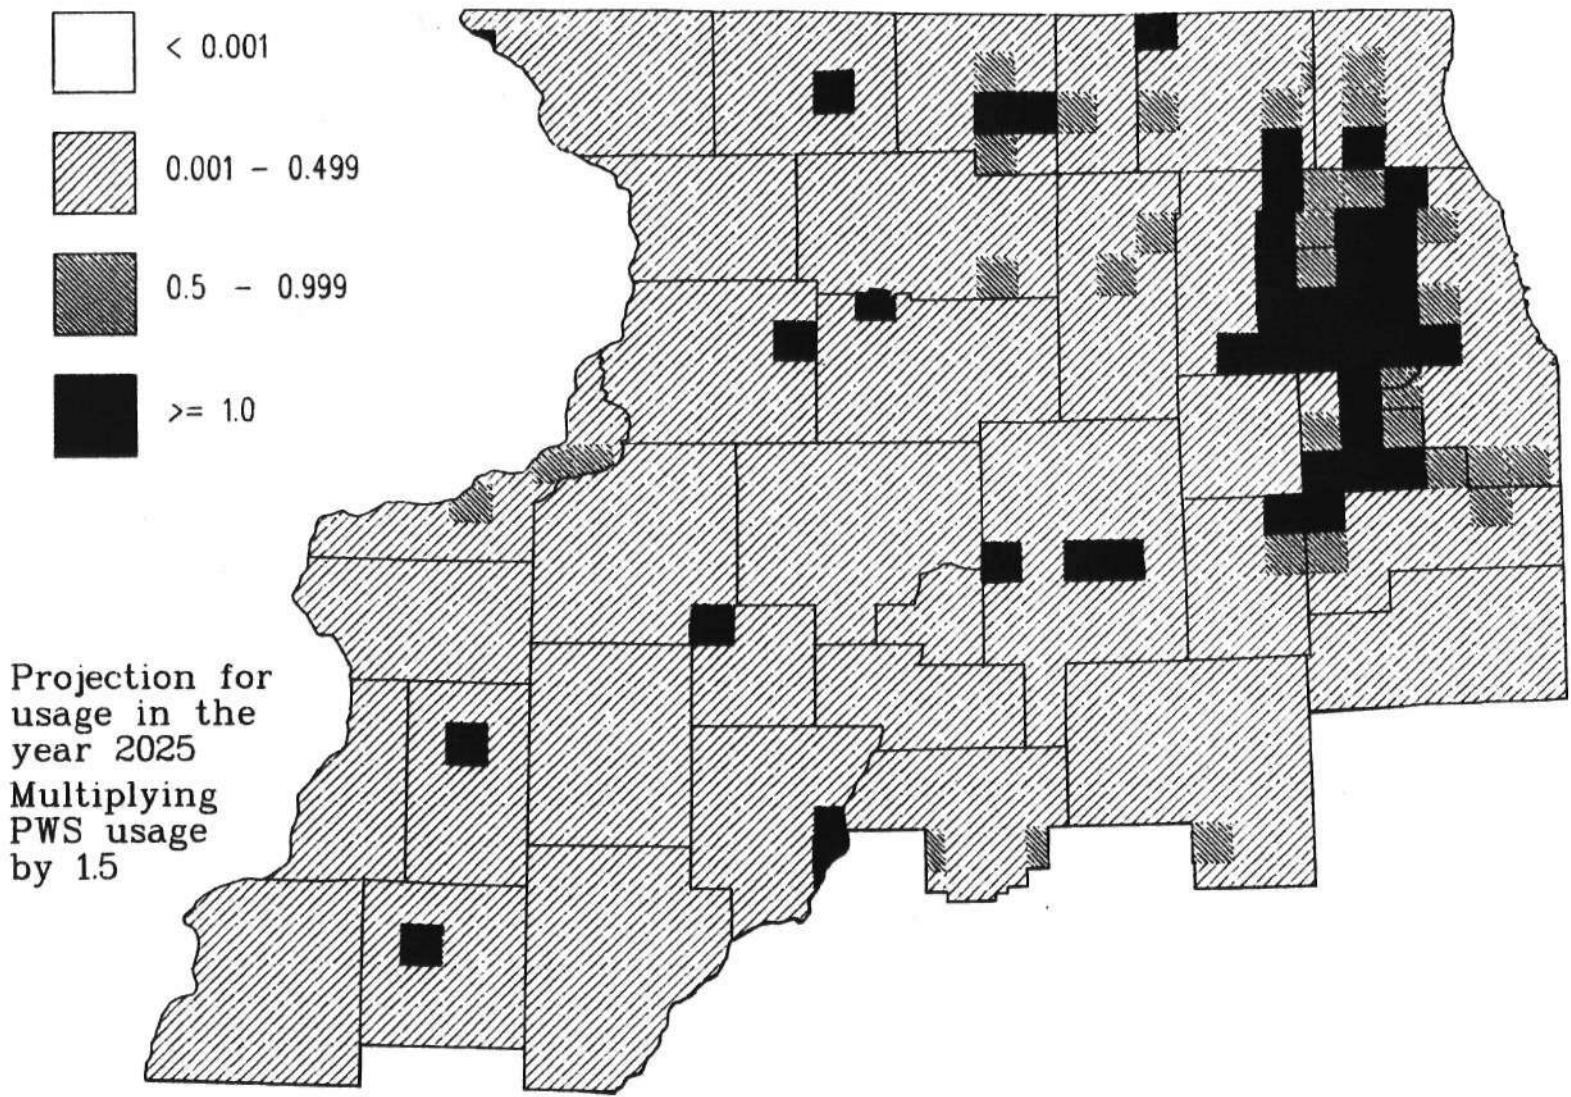 < 0.001
0.001 - 0.499
0.5 - 0.999
>= 1.0
Projection for
usage in the
year 2025
Multiplying
PWS usage
by 1.5